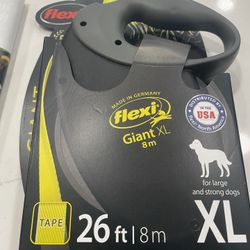 flexi
MADE IN GERMANY
flexi
Giant XL
8m
DISTRIBUTED
IN THE
USA
GIANT
for large
and strong dogs
TAPE
26 ft | 8 m
XL